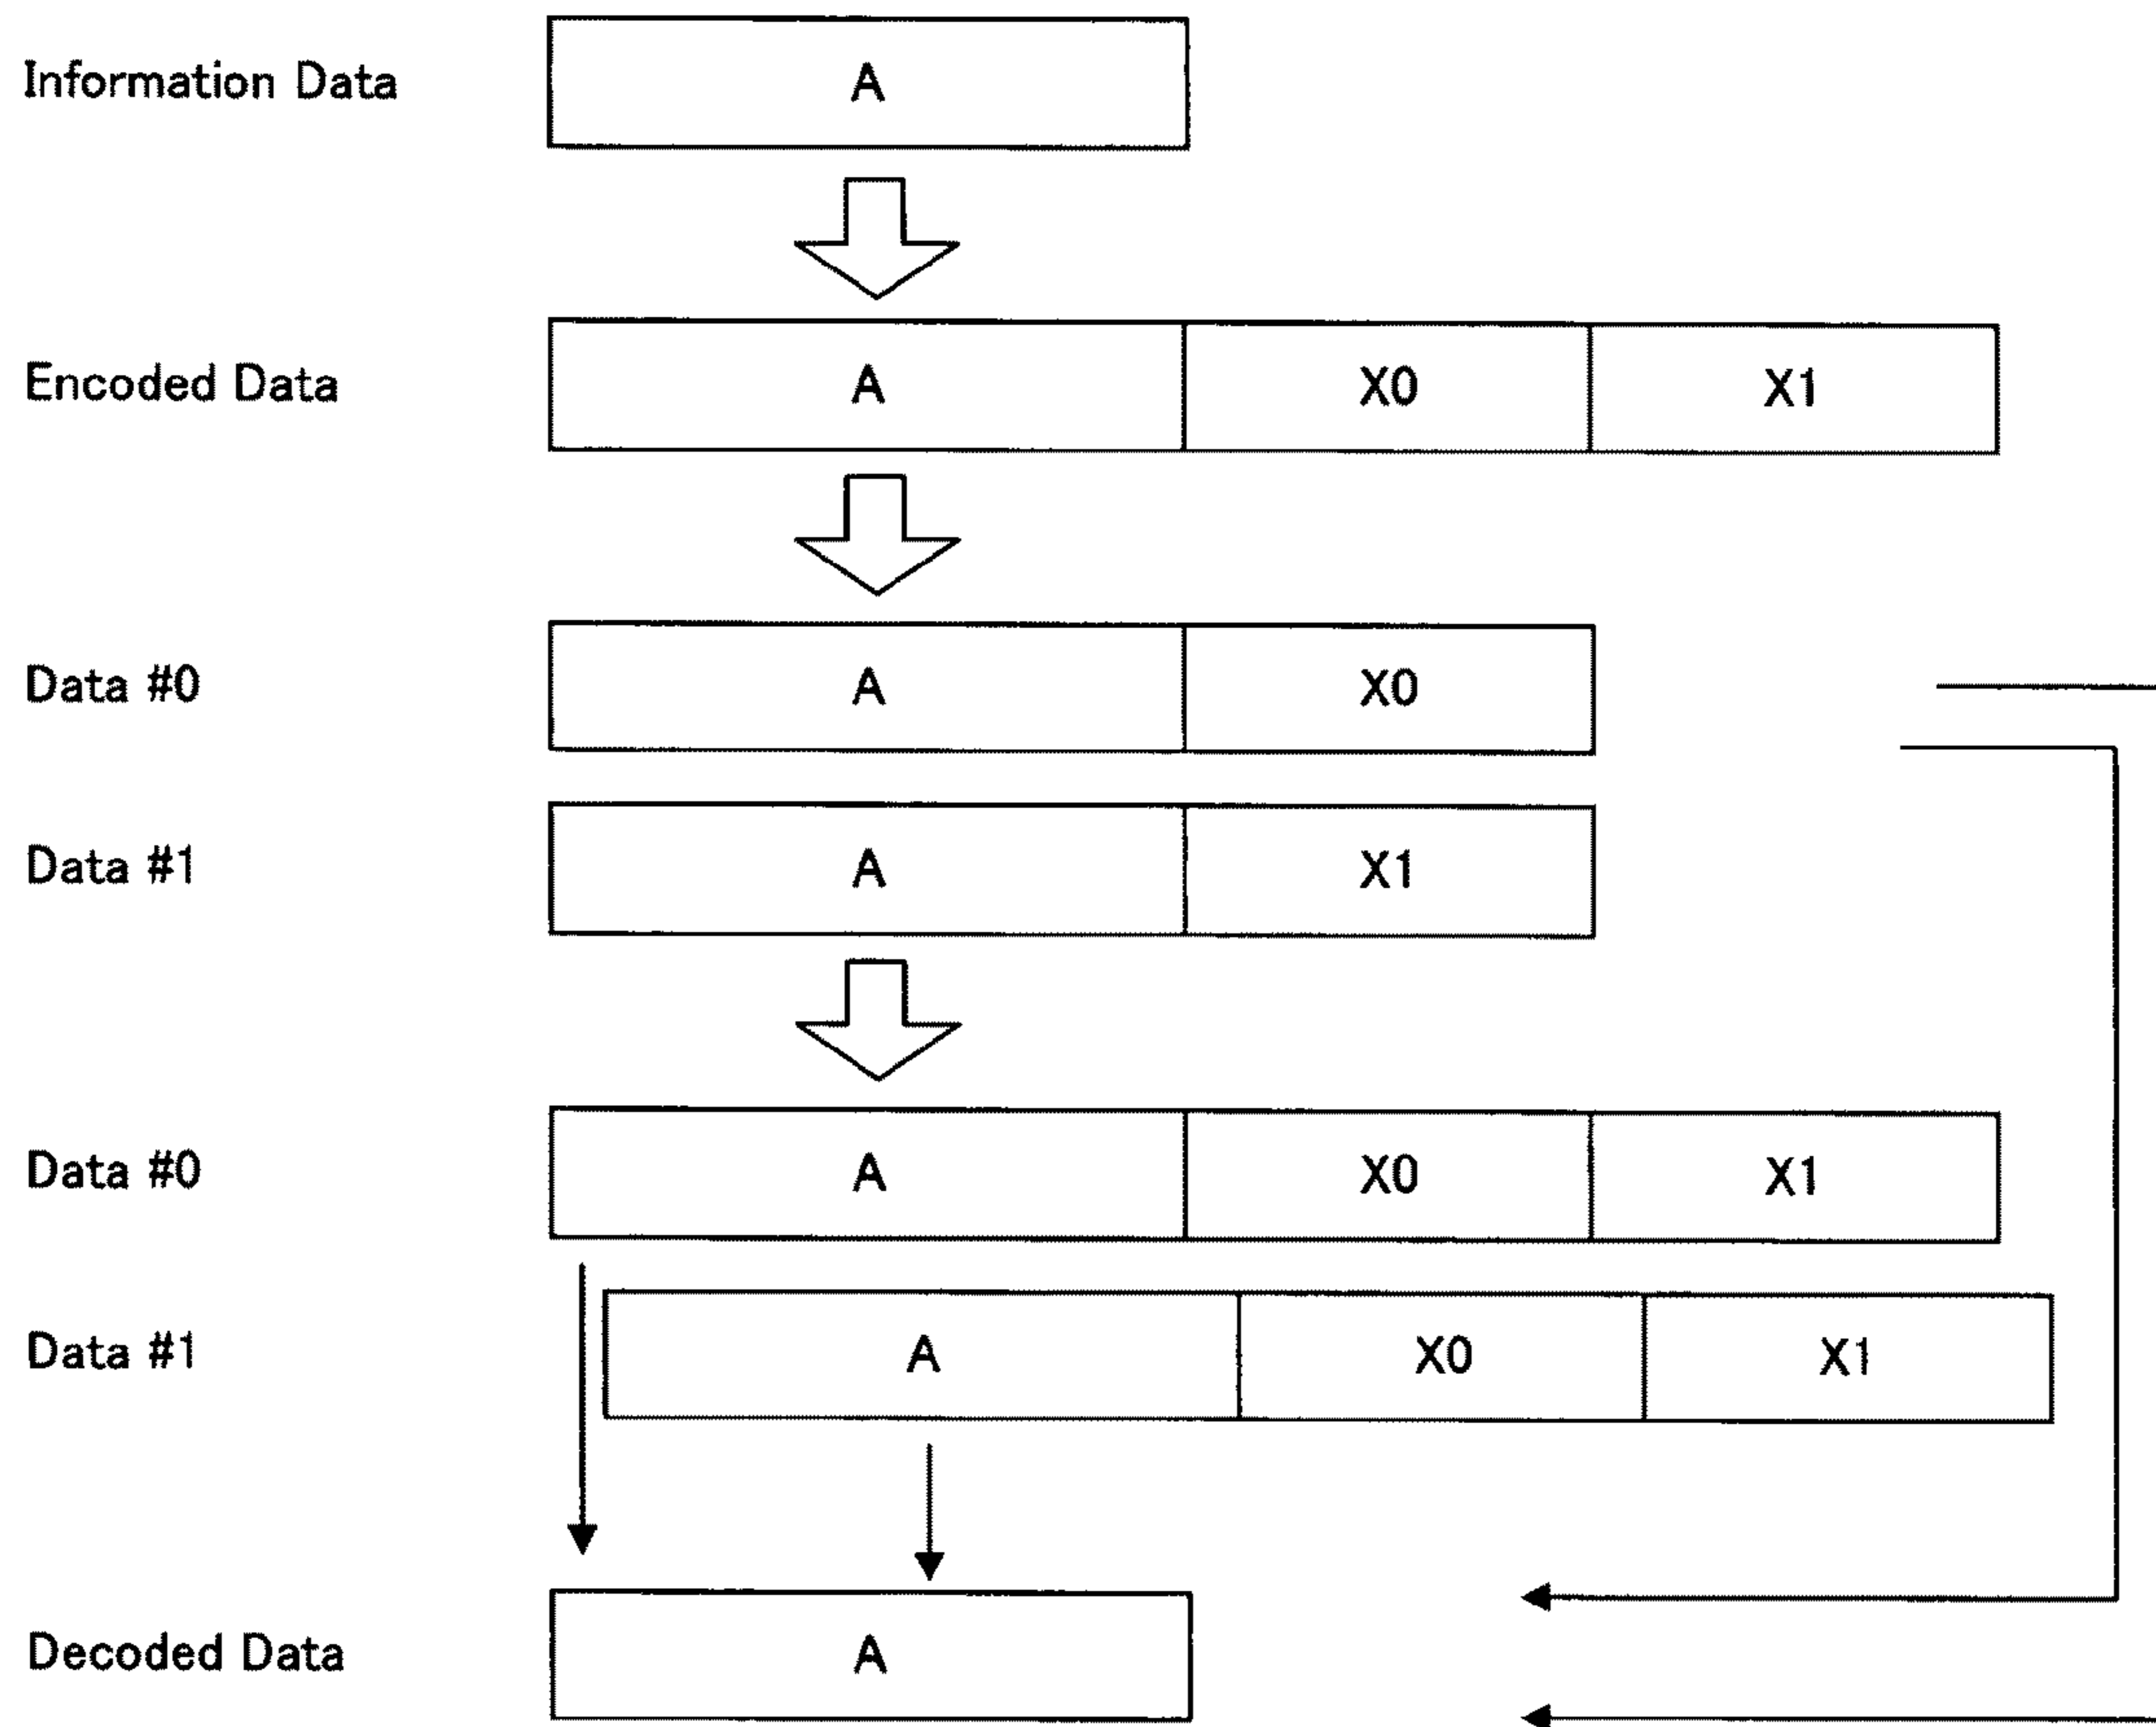 Information Data A
Encoded Data A X0 X1
Data #0 A X0
Data #1 A X1
Data #0 A X0 X1
Data #1 A X0 X1
Decoded Data A